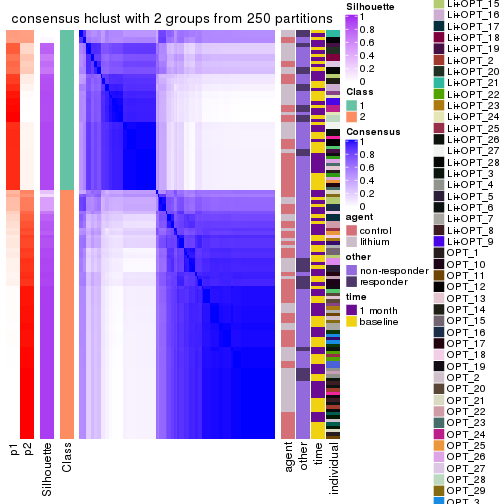 consensus hclust with 2 groups from 250 partitions
p1
p2
Silhouette
Class
agent
other
time
individual
Silhouette
1
0.8
0.6
0.4
0.2
0
Class
1
2
Consensus
1
0.8
0.6
0.4
0.2
0
agent
control
lithium
other
non-responder
responder
time
1 month
baseline
Li+OPT_15
Li+OPT_16
Li+OPT_17
Li+OPT_18
Li+OPT_19
Li+OPT_2
Li+OPT_20
Li+OPT_21
Li+OPT_22
Li+OPT_23
Li+OPT_24
Li+OPT_25
Li+OPT_26
Li+OPT_27
Li+OPT_28
Li+OPT_3
Li+OPT_4
Li+OPT_5
Li+OPT_6
Li+OPT_7
Li+OPT_8
Li+OPT_9
OPT_1
OPT_10
OPT_11
OPT_12
OPT_13
OPT_14
OPT_15
OPT_16
OPT_17
OPT_18
OPT_19
OPT_2
OPT_20
OPT_21
OPT_22
OPT_23
OPT_24
OPT_25
OPT_26
OPT_27
OPT_28
OPT_29
OPT_3